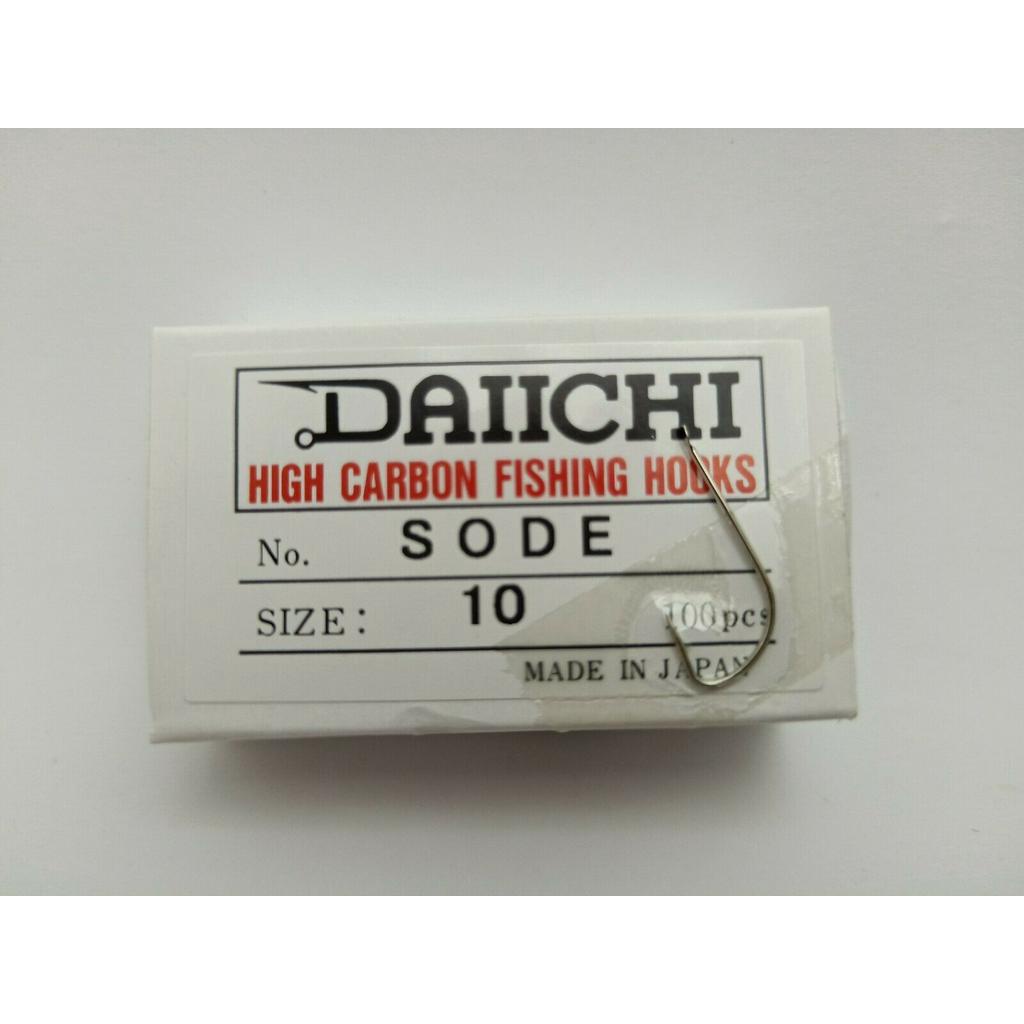 DAIICHI
HIGH CARBON FISHING HOOKS
No. SODE
SIZE: 10 100pcs
MADE IN JAPAN